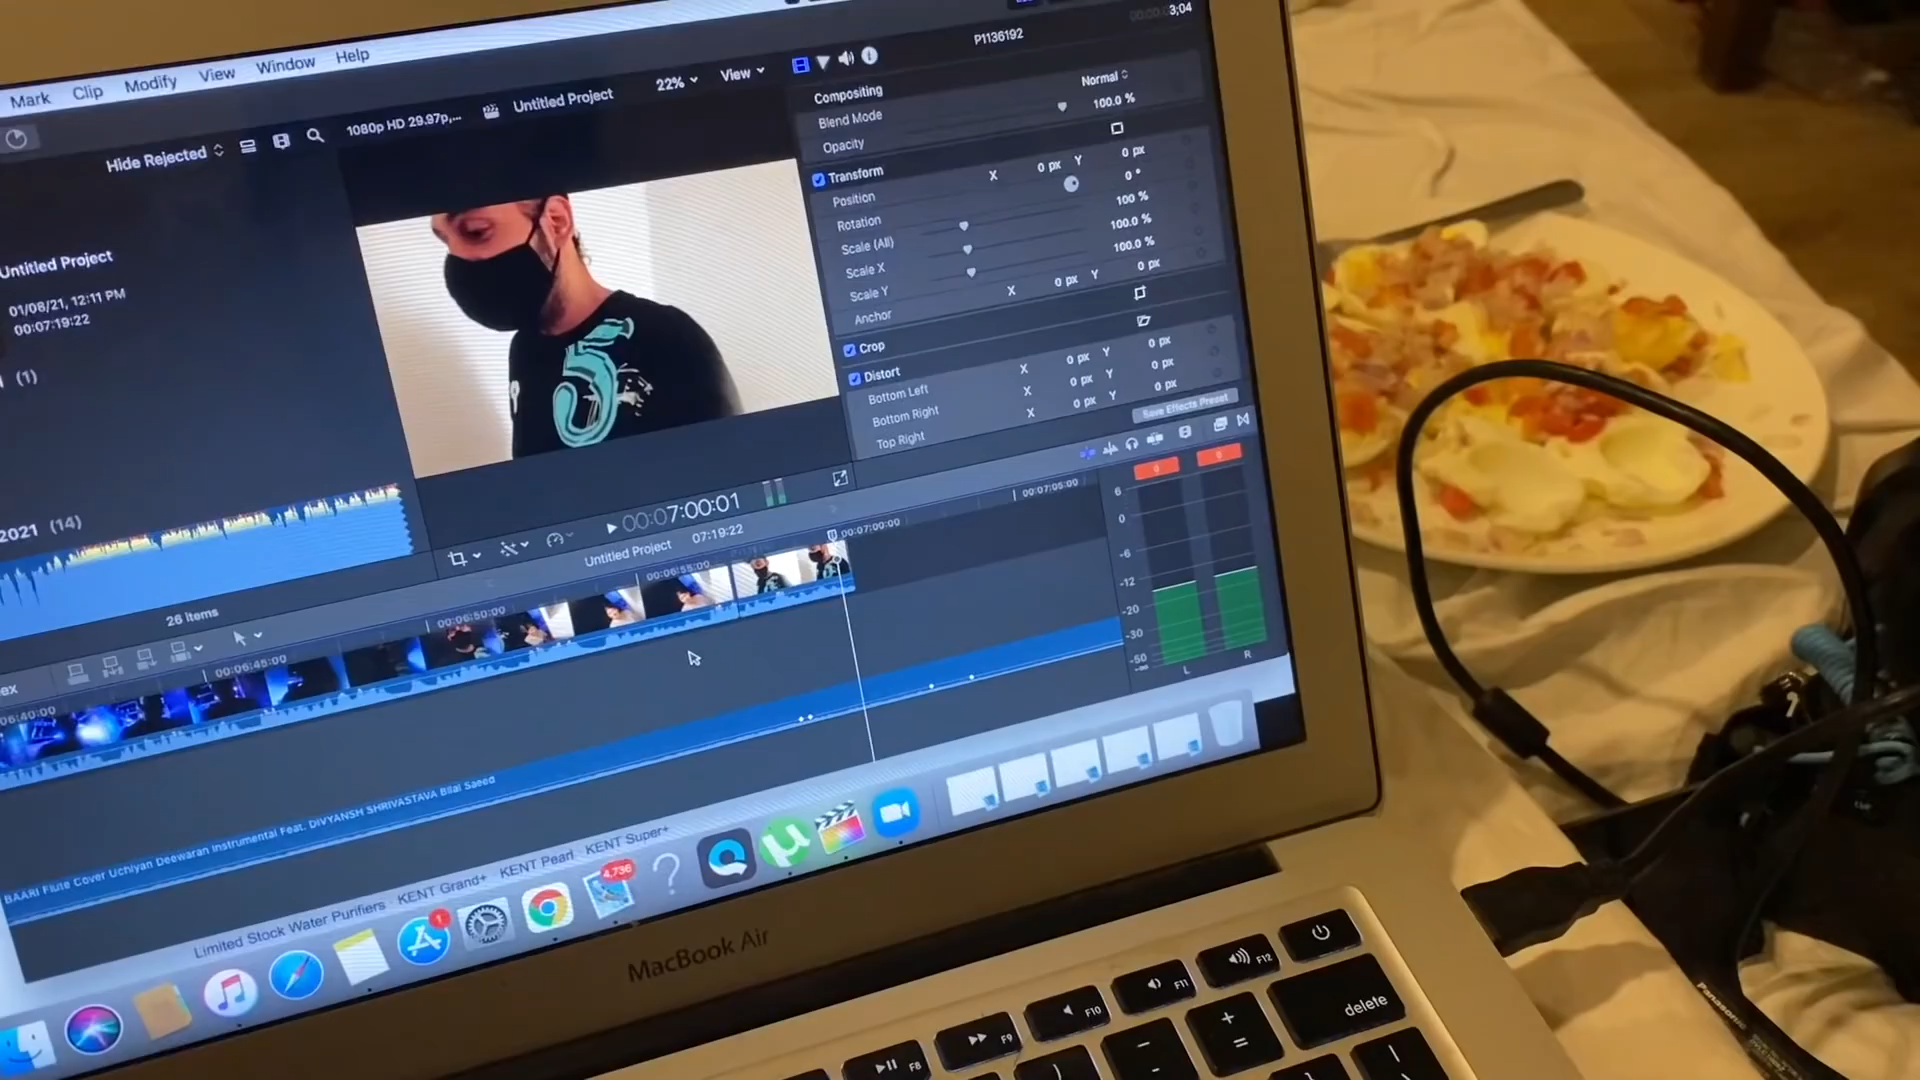 Mark Clip Modify View Window Help
Hide Rejected
1080p HD 29.97p,...
Untitled Project
22%
View
P1136192
3;04
Compositing
Normal
Blend Mode
100.0 %
Opacity
Transform
Position X 0 px Y 0 px
Rotation 0 °
Scale (All) 100 %
Scale X 100.0 %
Scale Y 100.0 %
Anchor X 0 px Y 0 px
Crop
Distort
Bottom Left X 0 px Y 0 px
Bottom Right X 0 px Y 0 px
Top Right X 0 px Y 0 px
Save Effects Preset
Untitled Project
01/08/21, 12:11 PM
00:07:19:22
(1)
2021 (14)
5
26 items
00:07:00:01
Untitled Project 07:19:22
ex
06:40:00
00:06:45:00
00:06:50:00
00:06:55:00
00:07:00:00
00:07:05:00
0 0
6
0
-6
-12
-20
-30
-50
-∞
L R
BAARI Flute Cover Uchiyan Deewaran Instrumental Feat. DIVYANSH SHRIVASTAVA Bilal Saeed
Limited Stock Water Purifiers KENT Grand+ KENT Pearl KENT Super+
1
4,736
MacBook Air
F8
F9
F10
F11
F12
delete
+
=
-
)
Panasonic